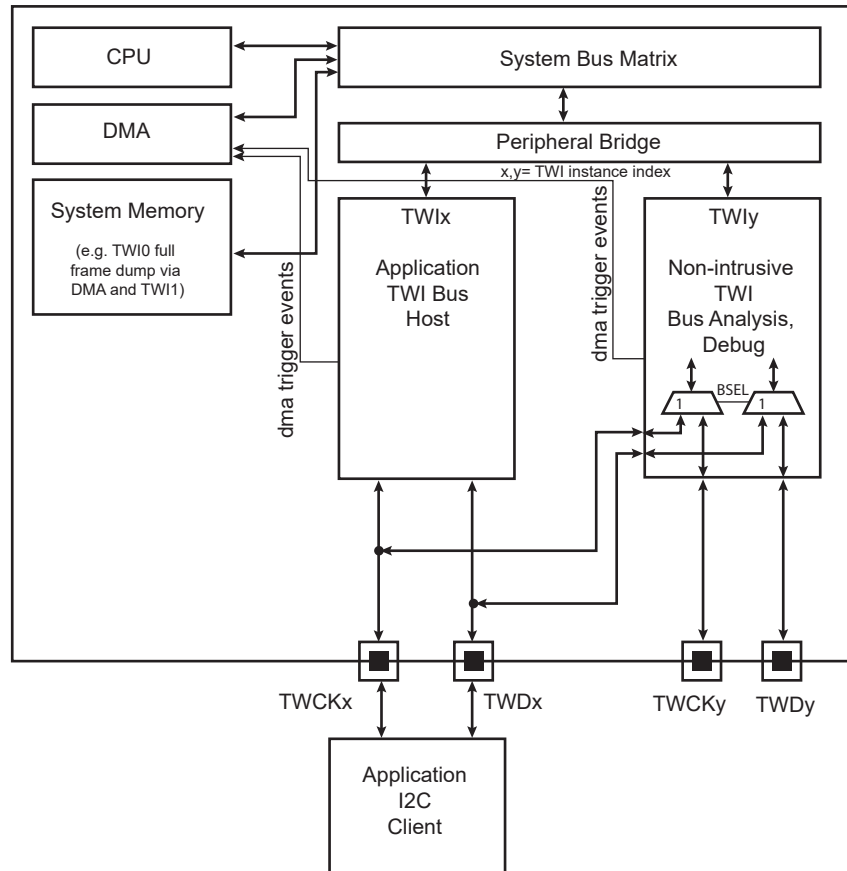 CPU
System Bus Matrix
DMA
Peripheral Bridge
x,y= TWI instance index
System Memory
(e.g. TWI0 full
frame dump via
DMA and TWI1)
TWIx
Application
TWI Bus
Host
TWIy
Non-intrusive
TWI
Bus Analysis,
Debug
dma trigger events
dma trigger events
1
BSEL
1
TWCKx
TWDx
TWCKy
TWDy
Application
I2C
Client